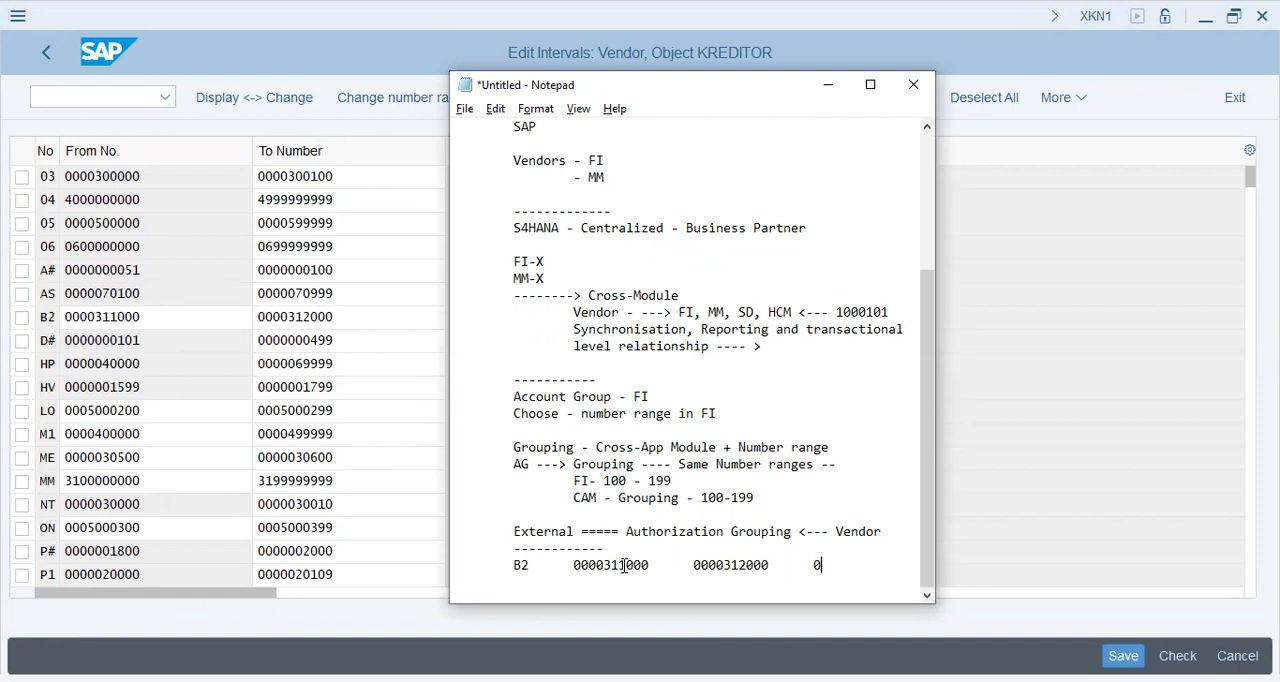 XKN1
SAP
Edit Intervals: Vendor, Object KREDITOR
Display <-> Change
Change number ra
Deselect All
More
Exit
No From No. To Number
03 0000300000 0000300100
04 4000000000 4999999999
05 0000500000 0000599999
06 0600000000 0699999999
A# 0000000051 0000000100
AS 0000070100 0000070999
B2 0000311000 0000312000
D# 0000000101 0000000499
HP 0000040000 0000069999
HV 0000001599 0000001799
LO 0005000200 0005000299
M1 0000400000 0000499999
ME 0000030500 0000030600
MM 3100000000 3199999999
NT 0000030000 0000030010
ON 0005000300 0005000399
P# 0000001800 0000002000
P1 0000020000 0000020109
*Untitled - Notepad
File Edit Format View Help
SAP
Vendors - FI
- MM
-------------
S4HANA - Centralized - Business Partner
FI-X
MM-X
--------> Cross-Module
Vendor - ---> FI, MM, SD, HCM <--- 1000101
Synchronisation, Reporting and transactional
level relationship ---- >
-----------
Account Group - FI
Choose - number range in FI
Grouping - Cross-App Module + Number range
AG ---> Grouping ---- Same Number ranges --
FI- 100 - 199
CAM - Grouping - 100-199
External ===== Authorization Grouping <--- Vendor
------------
B2 0000311000 0000312000 0
Save
Check
Cancel